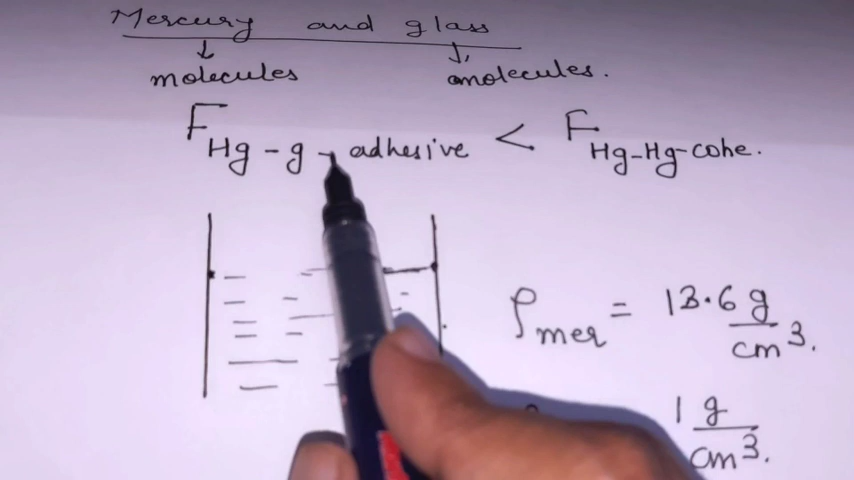 Mercury and glass
molecules molecules.
F Hg-g- adhesive < F Hg-Hg-cohe.
ρ mer = 13.6 g/cm³.
1 g/cm³.